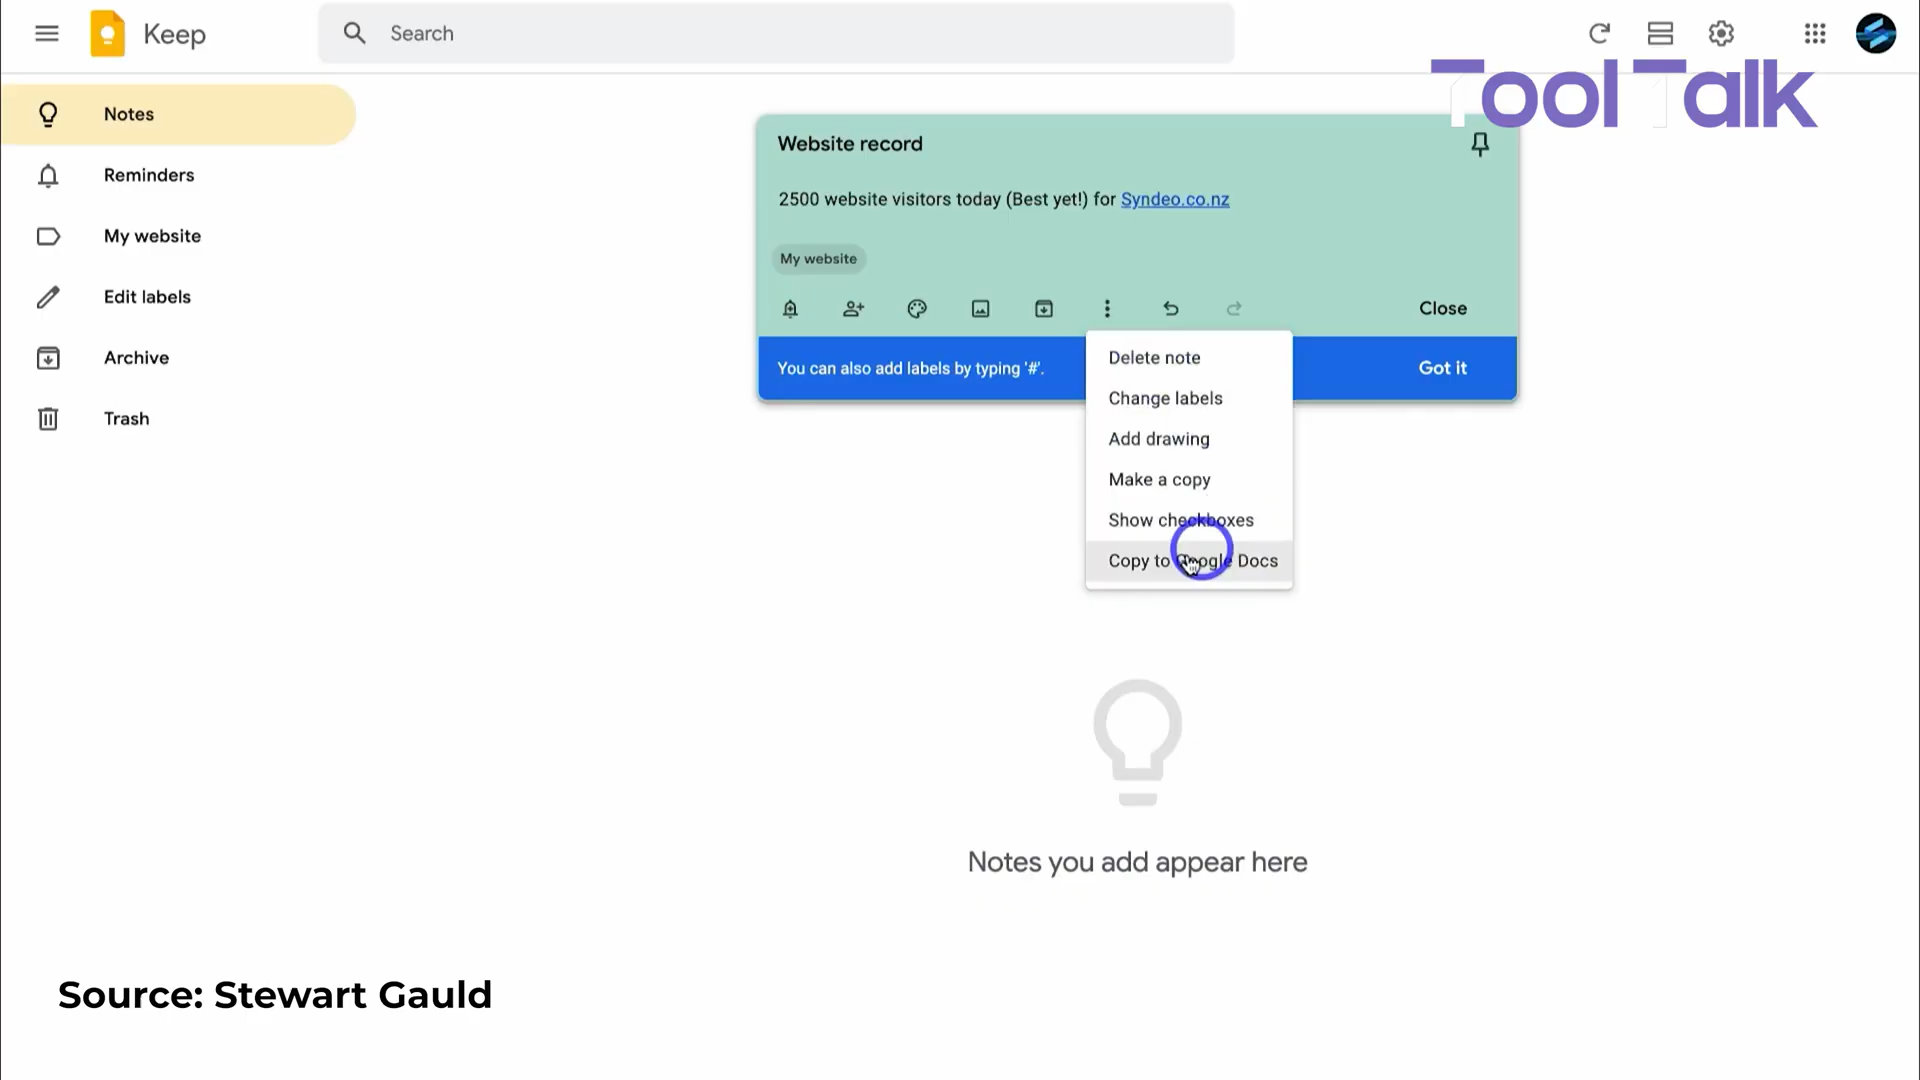 Keep
Search
Tool Talk
Notes
Reminders
My website
Edit labels
Archive
Trash
Website record
2500 website visitors today (Best yet!) for Syndeo.co.nz
My website
Close
You can also add labels by typing '#'.
Got it
Delete note
Change labels
Add drawing
Make a copy
Show checkboxes
Copy to Google Docs
Notes you add appear here
Source: Stewart Gauld